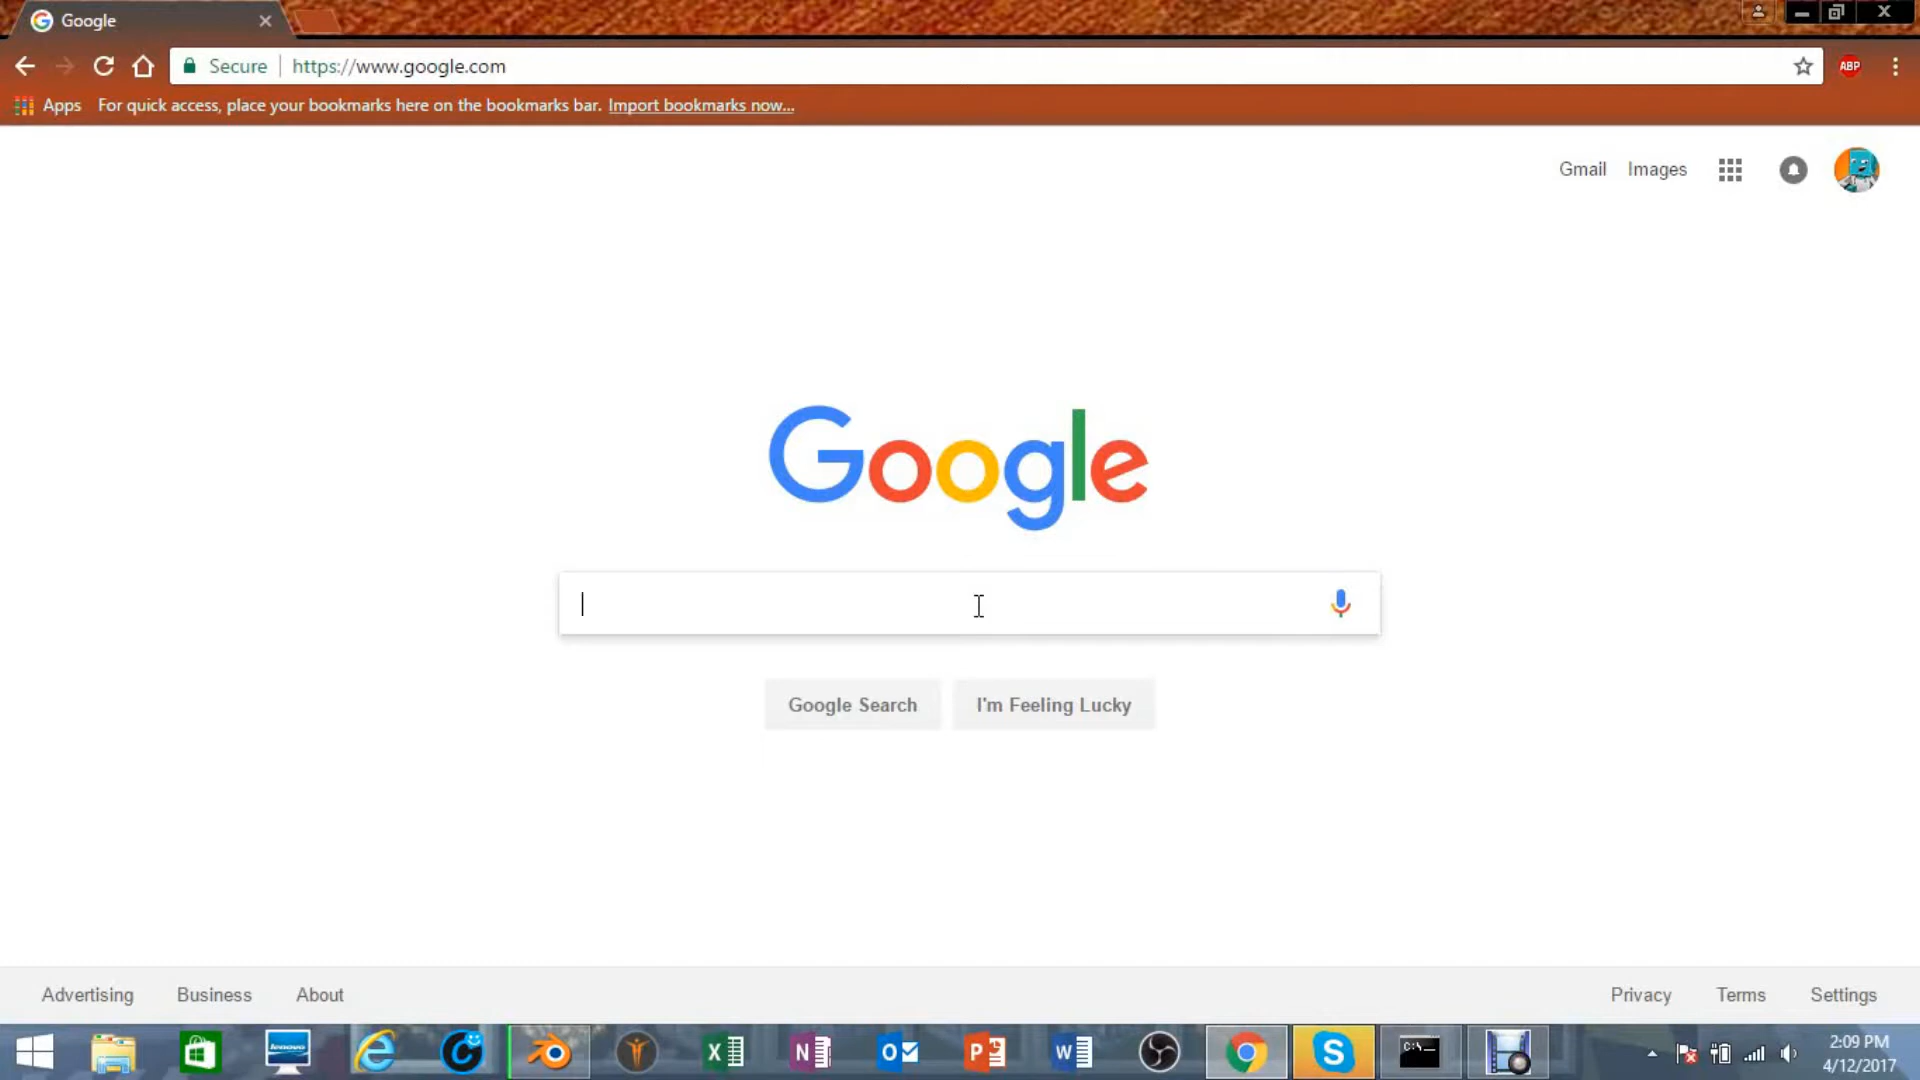 Google
Secure https://www.google.com
ABP
Apps For quick access, place your bookmarks here on the bookmarks bar. Import bookmarks now...
Gmail Images
Google
Google Search I'm Feeling Lucky
Advertising Business About Privacy Terms Settings
lenovo
C:\
2:09 PM
4/12/2017